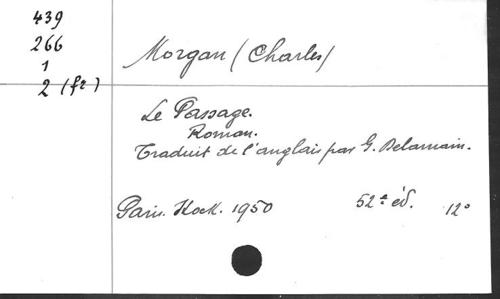 439
266
1
2 (fr)
Morgan (Charles)
Le Passage.
Roman.
Traduit de l'anglais par G. Delamain.
Paris. Stock. 1950 52e éd. 12°